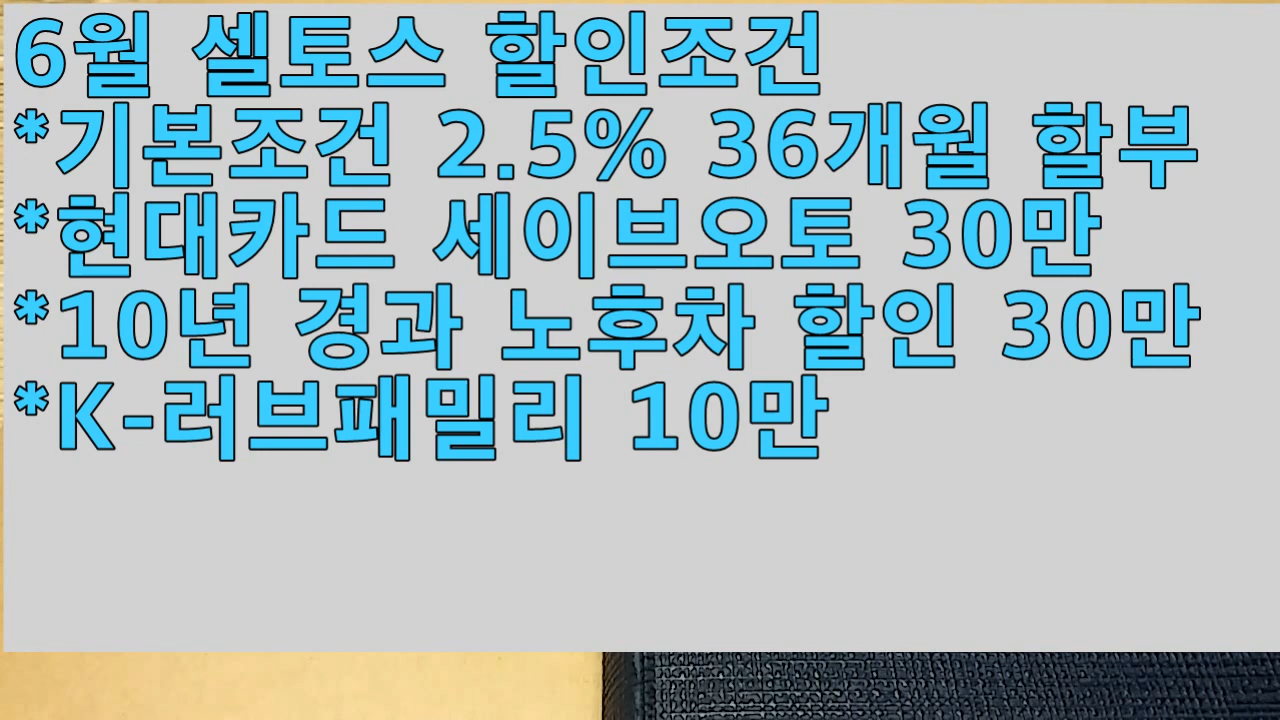 6월 셀토스 할인조건
*기본조건 2.5% 36개월 할부
*현대카드 세이브오토 30만
*10년 경과 노후차 할인 30만
*K-러브패밀리 10만